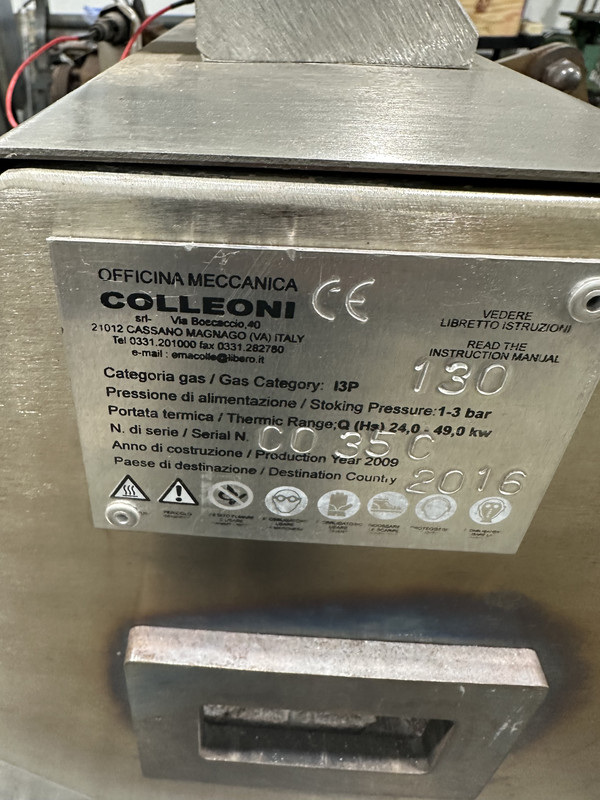 OFFICINA MECCANICA
COLLEONI CE
srl- Via Boccaccio,40
21012 CASSANO MAGNAGO (VA) ITALY
Tel 0331.201000 fax 0331.282780
e-mail : emacolle@libero.it
VEDERE
LIBRETTO ISTRUZIONI
READ THE
INSTRUCTION MANUAL
Categoria gas / Gas Category: I3P 130
Pressione di alimentazione / Stoking Pressure:1-3 bar
Portata termica / Thermic Range:Q (Hs) 24,0 - 49,0 kw
N. di serie / Serial N. CO 35 C
Anno di costruzione / Production Year 2009
Paese di destinazione / Destination Country 2016